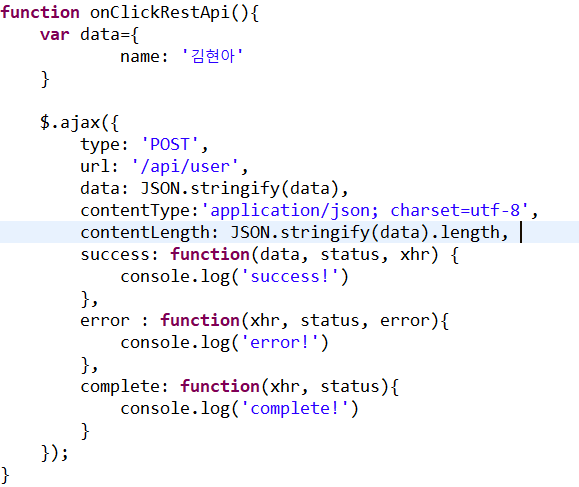 function onClickRestApi(){
var data={
name: '김현아'
}
$.ajax({
type: 'POST',
url: '/api/user',
data: JSON.stringify(data),
contentType:'application/json; charset=utf-8',
contentLength: JSON.stringify(data).length,
success: function(data, status, xhr) {
console.log('success!')
},
error : function(xhr, status, error){
console.log('error!')
},
complete: function(xhr, status){
console.log('complete!')
}
});
}